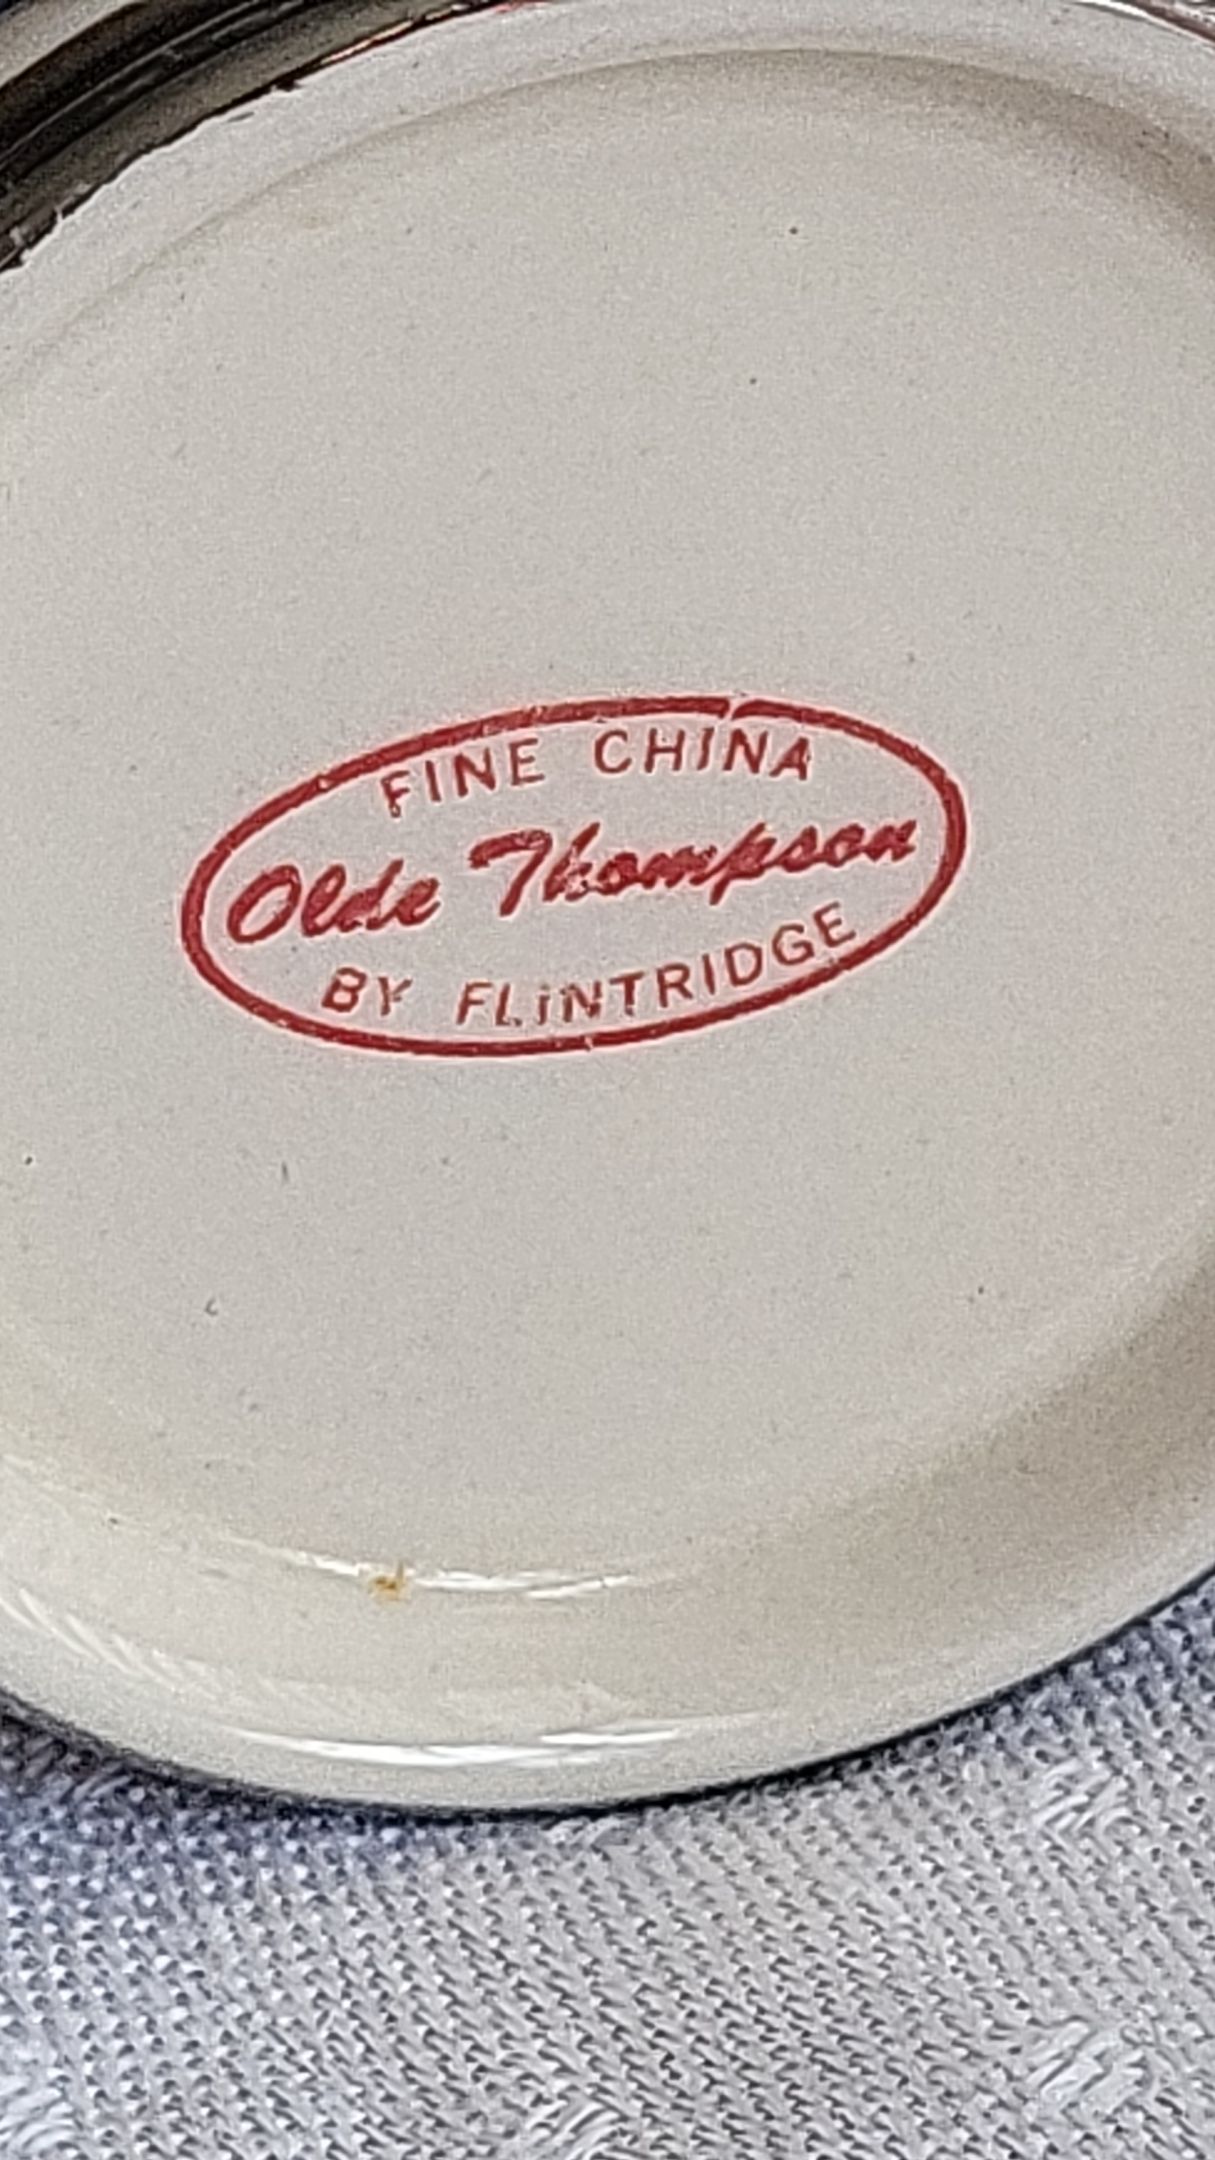 FINE CHINA
Olde Thompson
BY FLINTRIDGE